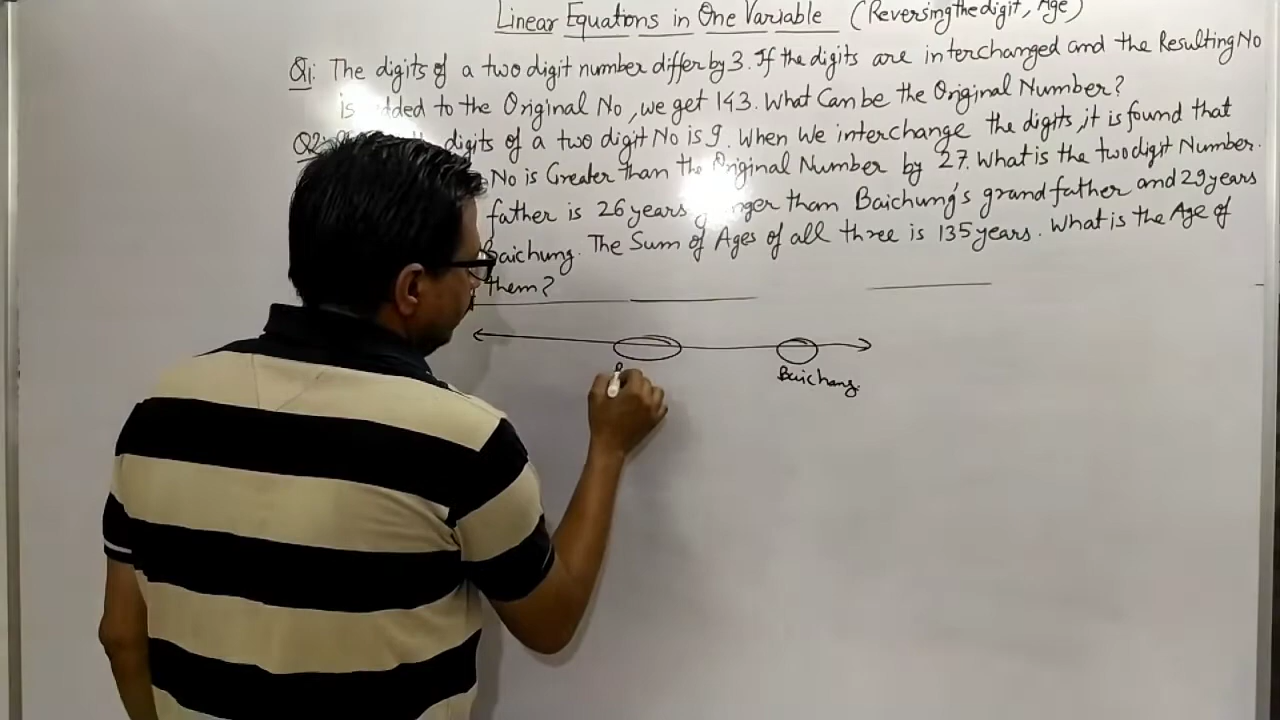 Linear Equations in One Variable (Reversing the digit, Age)
Q1: The digits of a two digit number differ by 3. If the digits are interchanged and the Resulting No
is dded to the Original No, we get 143. What Can be the Original Number?
Q2: digits of a two digit No is 9. When We interchange the digits, it is found that
No is Greater than the Original Number by 27. What is the two digit Number.
father is 26 years nger than Baichung's grand father and 29 years
Baichung. The Sum of Ages of all three is 135 years. What is the Age of
them?
Baichang.